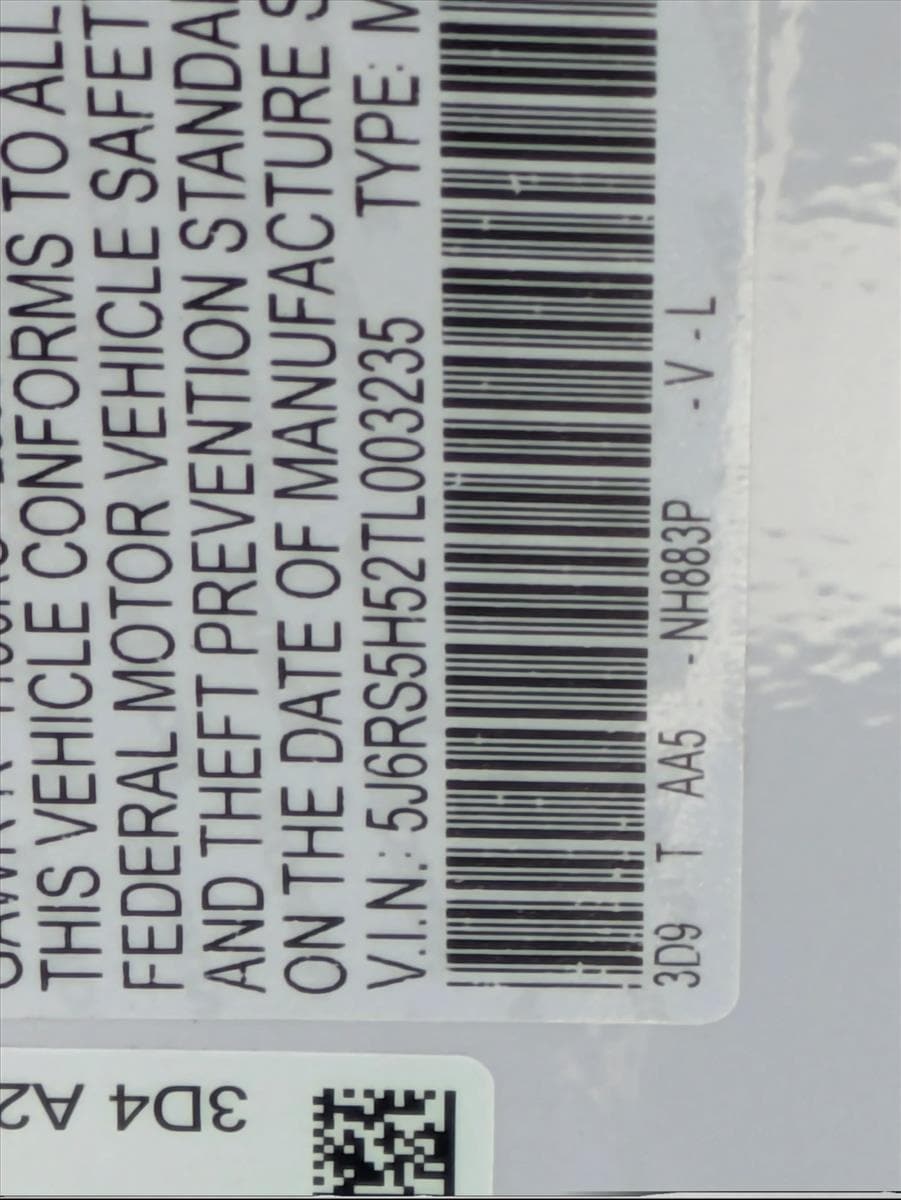 THIS VEHICLE CONFORMS TO ALL
FEDERAL MOTOR VEHICLE SAFET
AND THEFT PREVENTION STANDA
ON THE DATE OF MANUFACTURE S
V.I.N.: 5J6RS5H52TL003235 TYPE: M
3D9 T AA5 - NH883P - V - L
3D4 A2